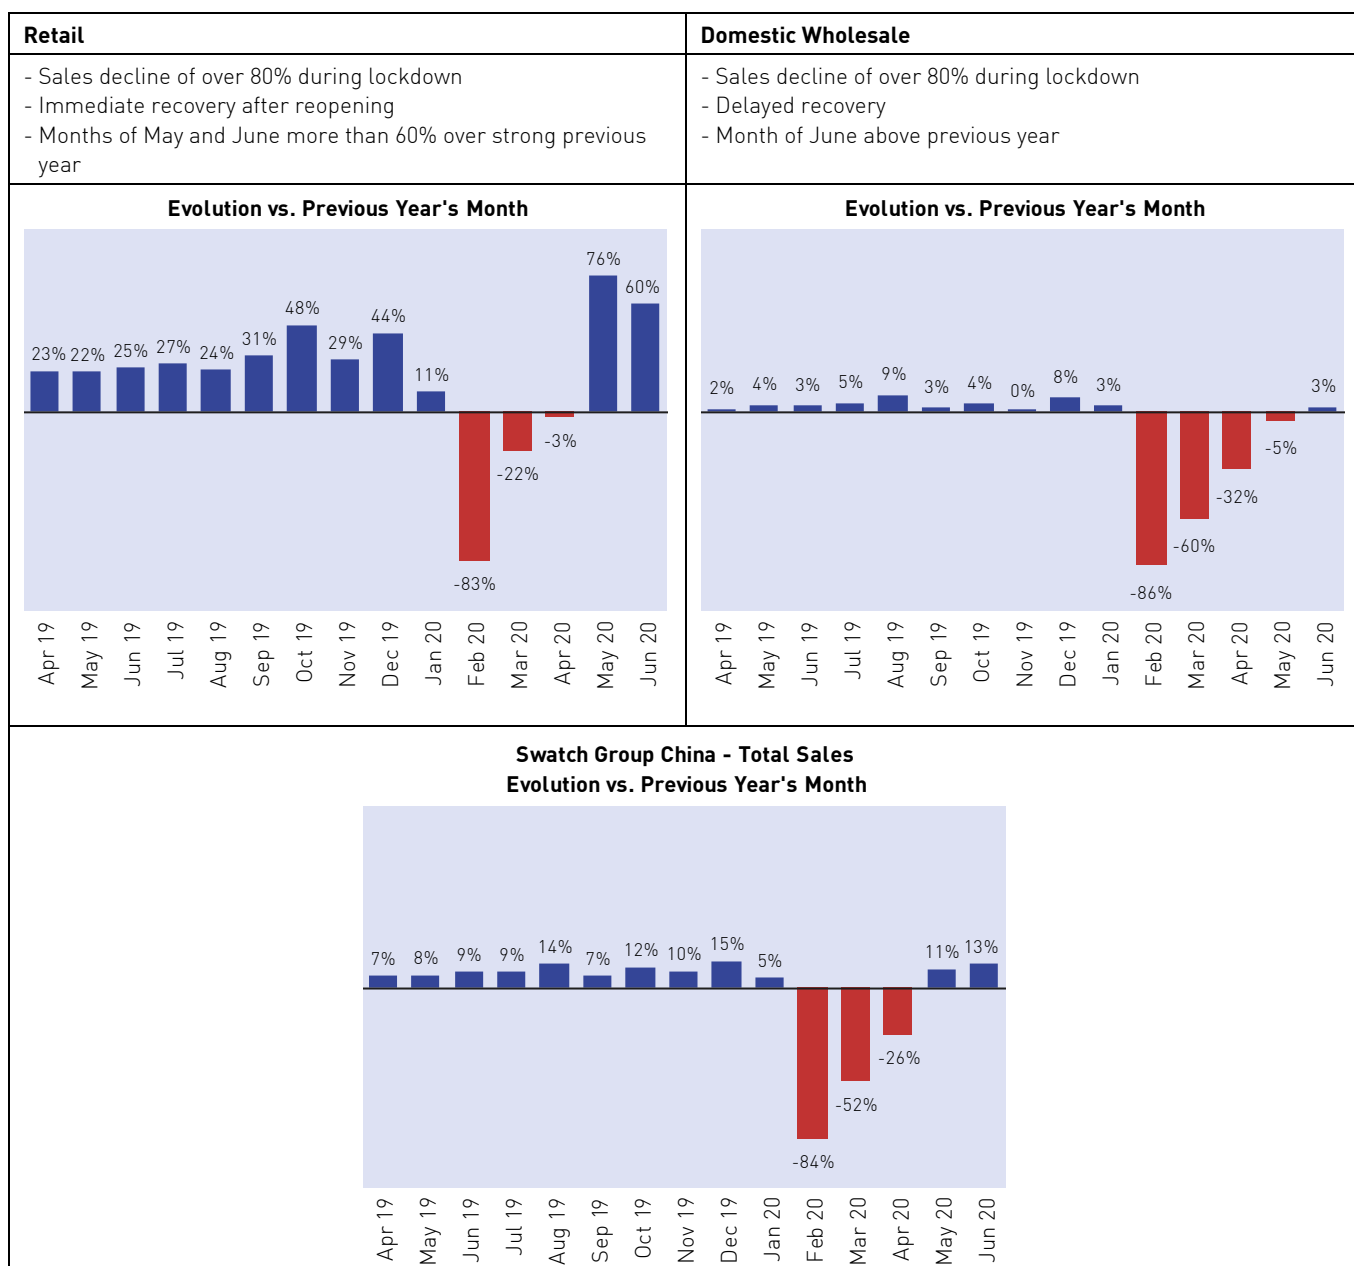 Retail
- Sales decline of over 80% during lockdown
- Immediate recovery after reopening
- Months of May and June more than 60% over strong previous
year
Domestic Wholesale
- Sales decline of over 80% during lockdown
- Delayed recovery
- Month of June above previous year
Evolution vs. Previous Year's Month
23% 22% 25% 27% 24% 31% 48% 29% 44% 11% -83% -22% -3% 76% 60%
Apr 19 May 19 Jun 19 Jul 19 Aug 19 Sep 19 Oct 19 Nov 19 Dec 19 Jan 20 Feb 20 Mar 20 Apr 20 May 20 Jun 20
Evolution vs. Previous Year's Month
2% 4% 3% 5% 9% 3% 4% 0% 8% 3% -86% -60% -32% -5% 3%
Apr 19 May 19 Jun 19 Jul 19 Aug 19 Sep 19 Oct 19 Nov 19 Dec 19 Jan 20 Feb 20 Mar 20 Apr 20 May 20 Jun 20
Swatch Group China - Total Sales
Evolution vs. Previous Year's Month
7% 8% 9% 9% 14% 7% 12% 10% 15% 5% -84% -52% -26% 11% 13%
Apr 19 May 19 Jun 19 Jul 19 Aug 19 Sep 19 Oct 19 Nov 19 Dec 19 Jan 20 Feb 20 Mar 20 Apr 20 May 20 Jun 20